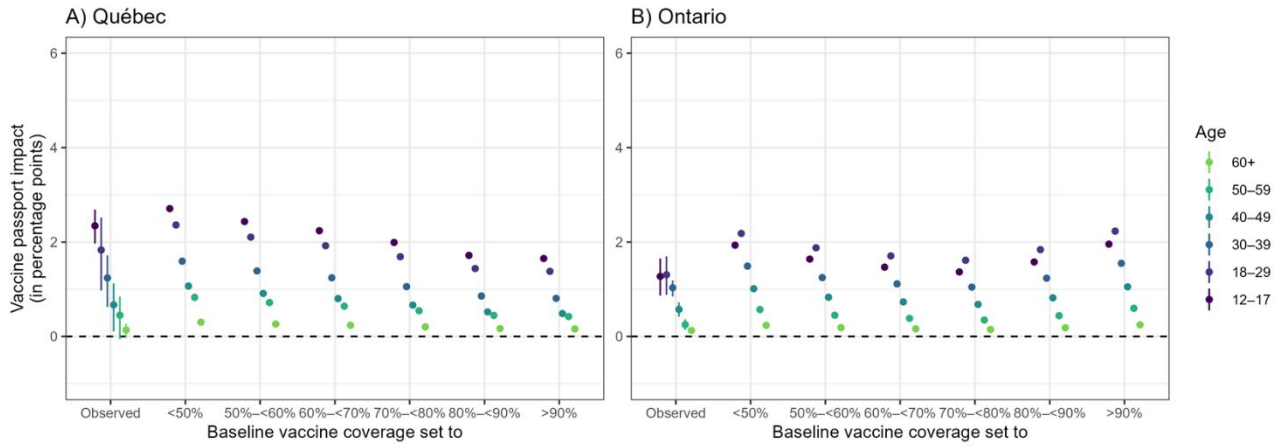 A) Québec
B) Ontario
Vaccine passport impact
(in percentage points)
6
4
2
0
6
4
2
0
Observed <50% 50%–<60% 60%–<70% 70%–<80% 80%–<90% >90%
Baseline vaccine coverage set to
Observed <50% 50%–<60% 60%–<70% 70%–<80% 80%–<90% >90%
Baseline vaccine coverage set to
Age
60+
50–59
40–49
30–39
18–29
12–17